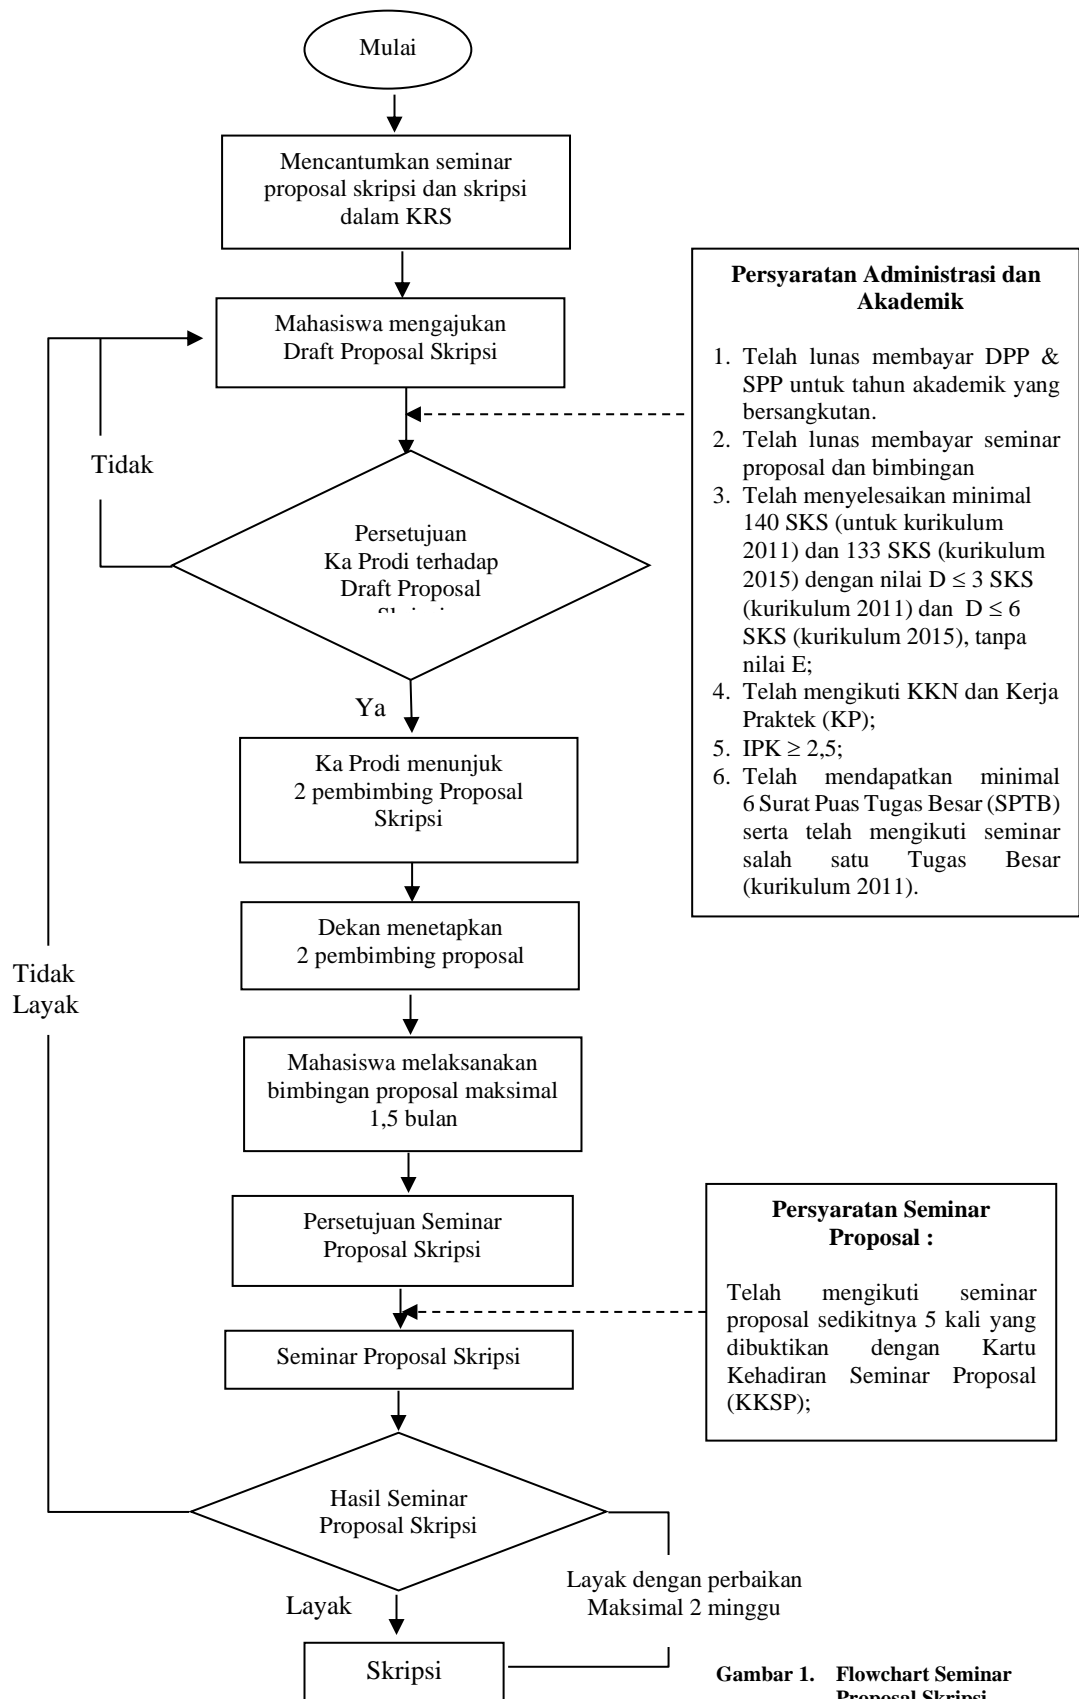 Mulai
Mencantumkan seminar
proposal skripsi dan skripsi
dalam KRS
Mahasiswa mengajukan
Draft Proposal Skripsi
Persyaratan Administrasi dan
Akademik
1. Telah lunas membayar DPP &
SPP untuk tahun akademik yang
bersangkutan.
2. Telah lunas membayar seminar
proposal dan bimbingan
3. Telah menyelesaikan minimal
140 SKS (untuk kurikulum
2011) dan 133 SKS (kurikulum
2015) dengan nilai D ≤ 3 SKS
(kurikulum 2011) dan D ≤ 6
SKS (kurikulum 2015), tanpa
nilai E;
4. Telah mengikuti KKN dan Kerja
Praktek (KP);
5. IPK ≥ 2,5;
6. Telah mendapatkan minimal
6 Surat Puas Tugas Besar (SPTB)
serta telah mengikuti seminar
salah satu Tugas Besar
(kurikulum 2011).
Tidak
Persetujuan
Ka Prodi terhadap
Draft Proposal
Ya
Ka Prodi menunjuk
2 pembimbing Proposal
Skripsi
Dekan menetapkan
2 pembimbing proposal
Tidak
Layak
Mahasiswa melaksanakan
bimbingan proposal maksimal
1,5 bulan
Persetujuan Seminar
Proposal Skripsi
Persyaratan Seminar
Proposal :
Telah mengikuti seminar
proposal sedikitnya 5 kali yang
dibuktikan dengan Kartu
Kehadiran Seminar Proposal
(KKSP);
Seminar Proposal Skripsi
Hasil Seminar
Proposal Skripsi
Layak dengan perbaikan
Maksimal 2 minggu
Layak
Skripsi
Gambar 1. Flowchart Seminar
Proposal Skripsi